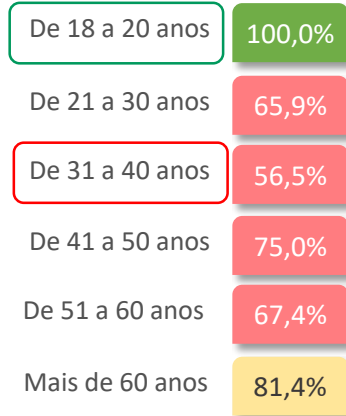 De 18 a 20 anos 100,0%
De 21 a 30 anos 65,9%
De 31 a 40 anos 56,5%
De 41 a 50 anos 75,0%
De 51 a 60 anos 67,4%
Mais de 60 anos 81,4%